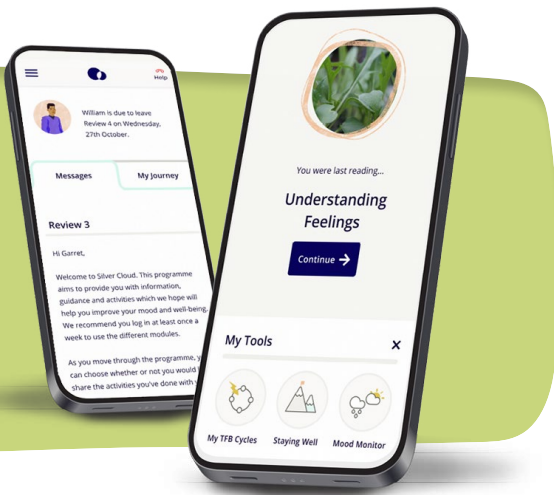 Help
William is due to leave
Review 4 on Wednesday,
27th October.
Messages
My Journey
Review 3
Hi Garret,
Welcome to Silver Cloud. This programme
aims to provide you with information,
guidance and activities which we hope will
help you improve your mood and well-being.
We recommend you log in at least once a
week to use the different modules.
As you move through the programme,
can choose whether or not you would
share the activities you've done with
You were last reading...
Understanding
Feelings
Continue →
My Tools
×
My TFB Cycles
Staying Well
Mood Monitor